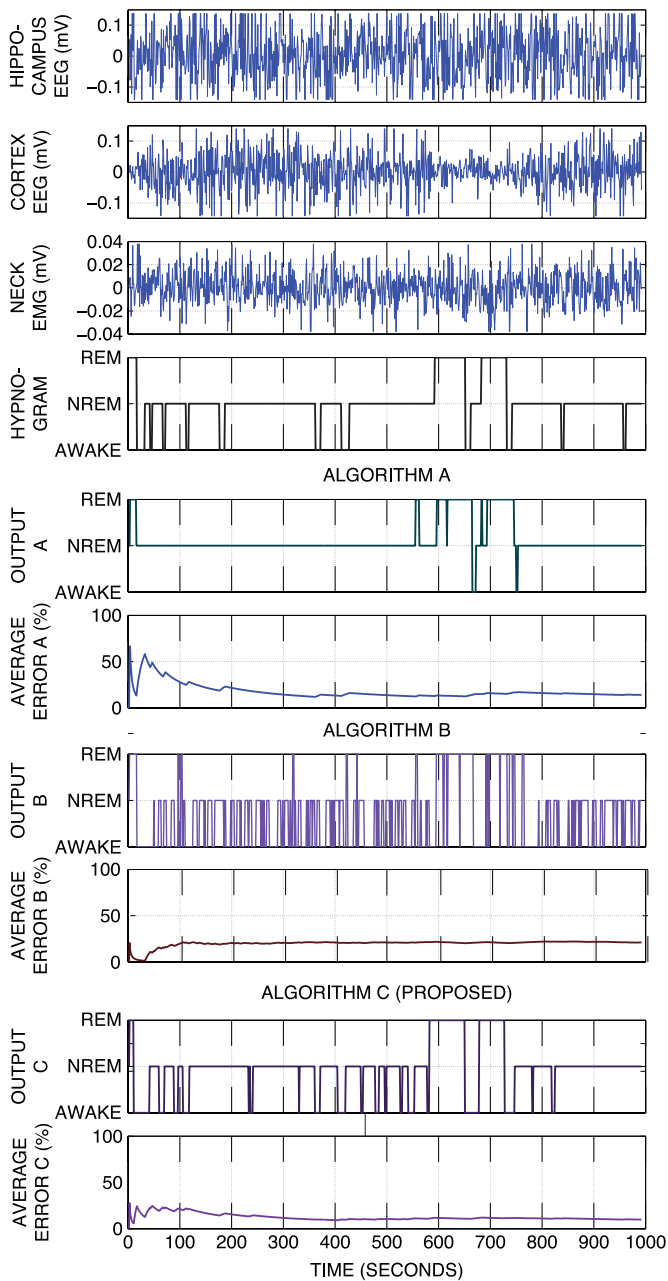 HIPPO-
CAMPUS
EEG (mV)
0.1
0
−0.1
CORTEX
EEG (mV)
0.1
0
−0.1
NECK
EMG (mV)
0.04
0.02
0
−0.02
−0.04
HYPNO-
GRAM
REM
NREM
AWAKE
ALGORITHM A
OUTPUT
A
REM
NREM
AWAKE
AVERAGE
ERROR A (%)
100
50
0
ALGORITHM B
OUTPUT
B
REM
NREM
AWAKE
AVERAGE
ERROR B (%)
100
50
0
ALGORITHM C (PROPOSED)
OUTPUT
C
REM
NREM
AWAKE
AVERAGE
ERROR C (%)
100
50
0
0 100 200 300 400 500 600 700 800 900 1000
TIME (SECONDS)